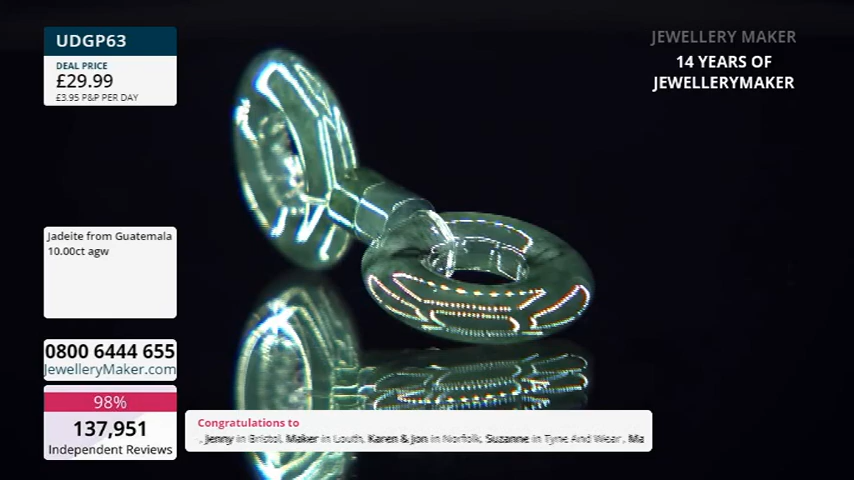 UDGP63
DEAL PRICE
£29.99
£3.95 P&P PER DAY
JEWELLERY MAKER
14 YEARS OF
JEWELLERYMAKER
Jadeite from Guatemala
10.00ct agw
0800 6444 655
JewelleryMaker.com
98%
137,951
Independent Reviews
Congratulations to
, Jenny in Bristol, Maker in Louth, Karen & Jon in Norfolk, Suzanne in Tyne And Wear , Ma